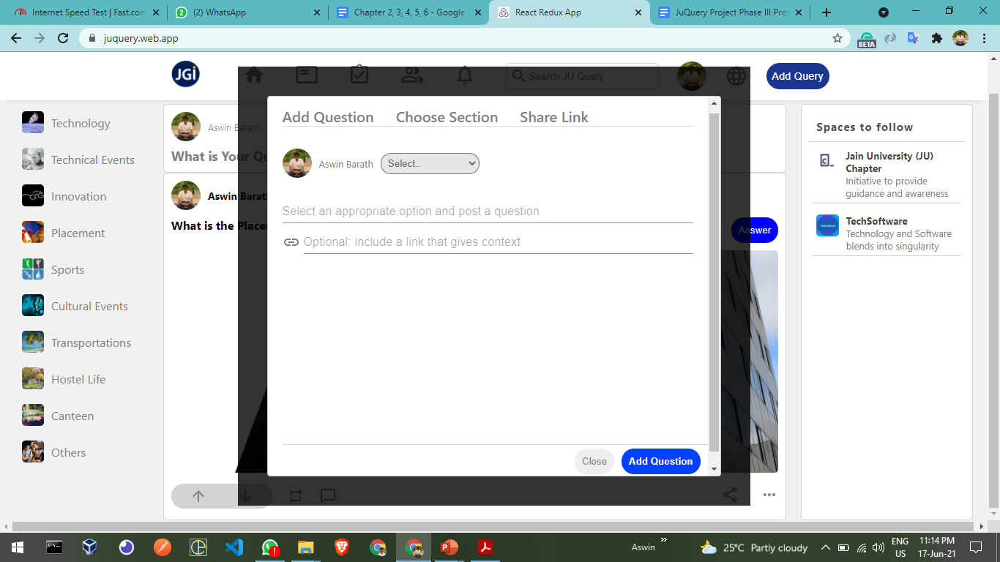 Internet Speed Test | Fast.com
(2) WhatsApp
Chapter 2, 3, 4, 5, 6 - Google
React Redux App
JuQuery Project Phase III Pres
juquery.web.app
BETA
JGi
Search JU Query
Add Query
Technology
Technical Events
Innovation
Placement
Sports
Cultural Events
Transportations
Hostel Life
Canteen
Others
Aswin Barath
What is Your Qu
Aswin Barath
What is the Placem
Answer
Add Question Choose Section Share Link
Aswin Barath Select..
Select an appropriate option and post a question
Optional: include a link that gives context
Close Add Question
Spaces to follow
Jain University (JU)
Chapter
Initiative to provide
guidance and awareness
TechSoftware
Technology and Software
blends into singularity
Aswin
25°C Partly cloudy
ENG
US
11:14 PM
17-Jun-21